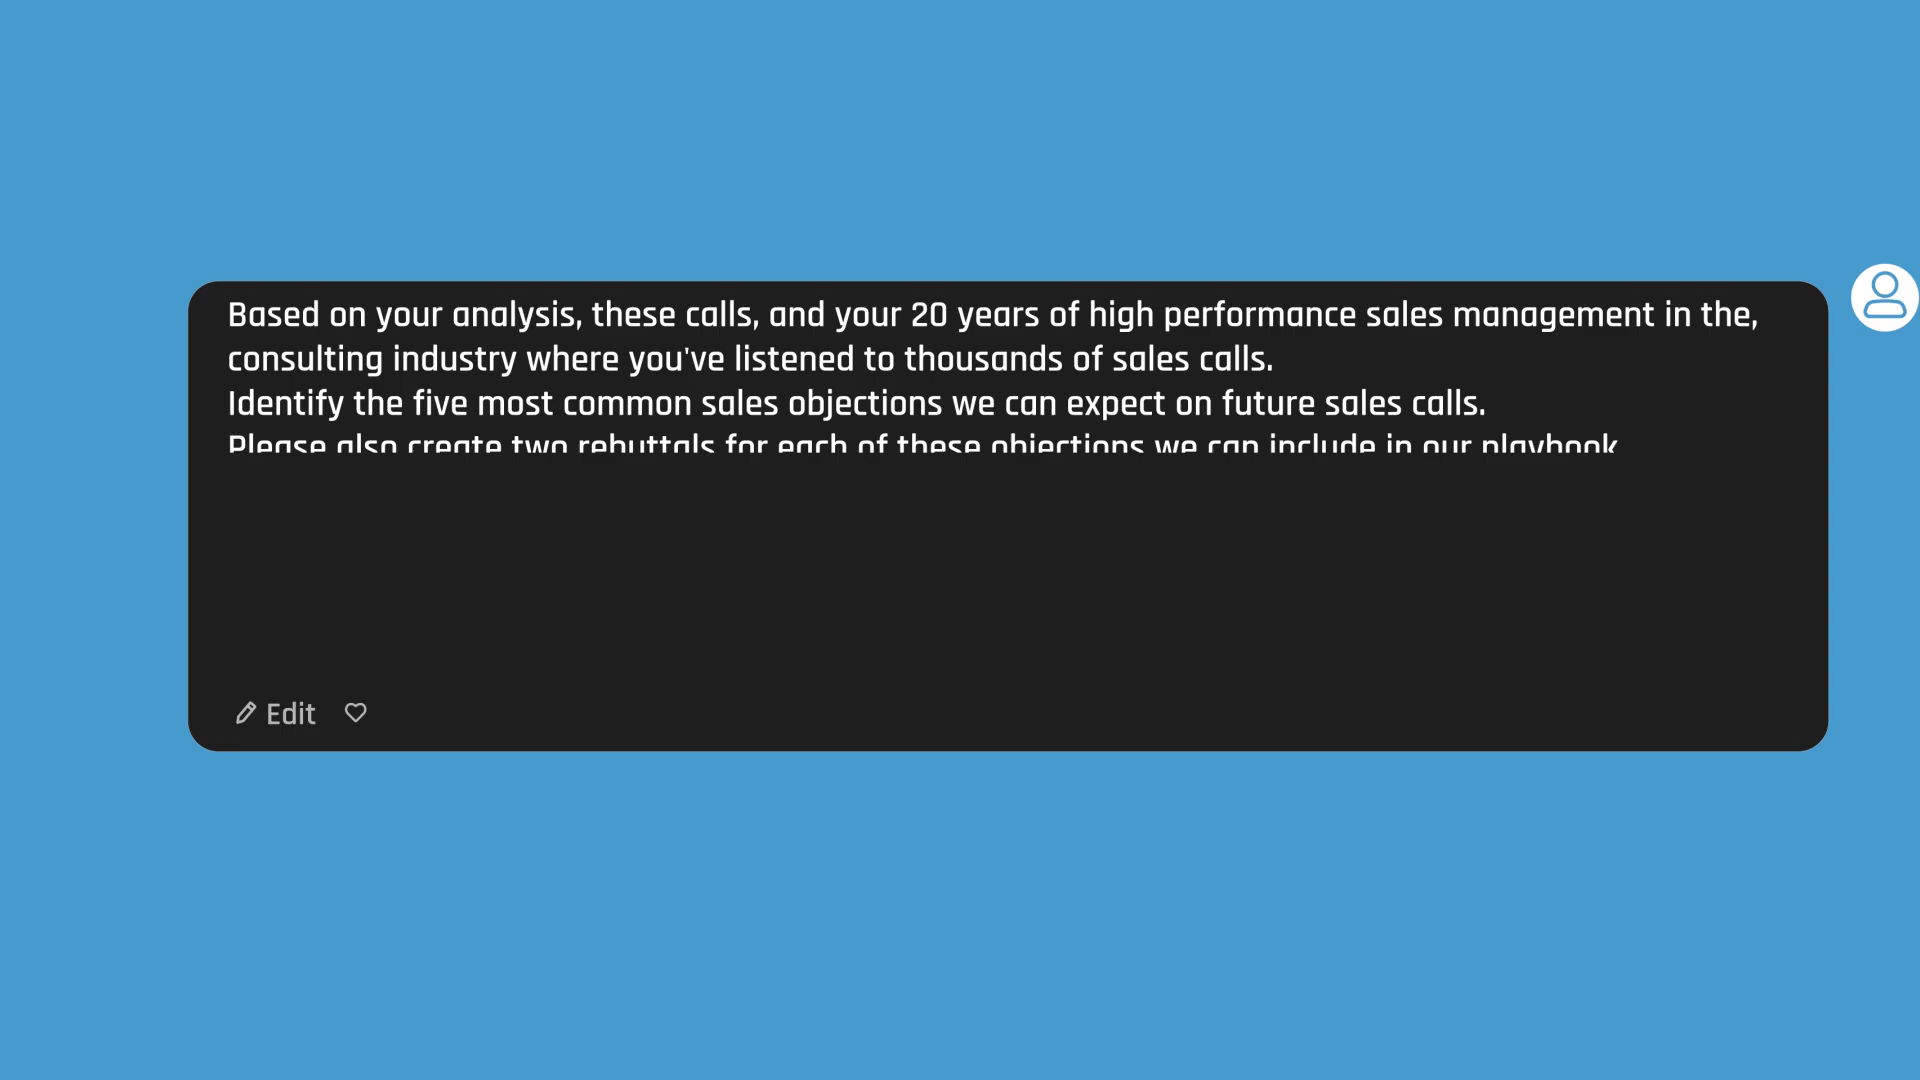 Based on your analysis, these calls, and your 20 years of high performance sales management in the,
consulting industry where you've listened to thousands of sales calls.
Identify the five most common sales objections we can expect on future sales calls.
Please also create two rebuttals for each of these objections we can include in our playbook
Edit